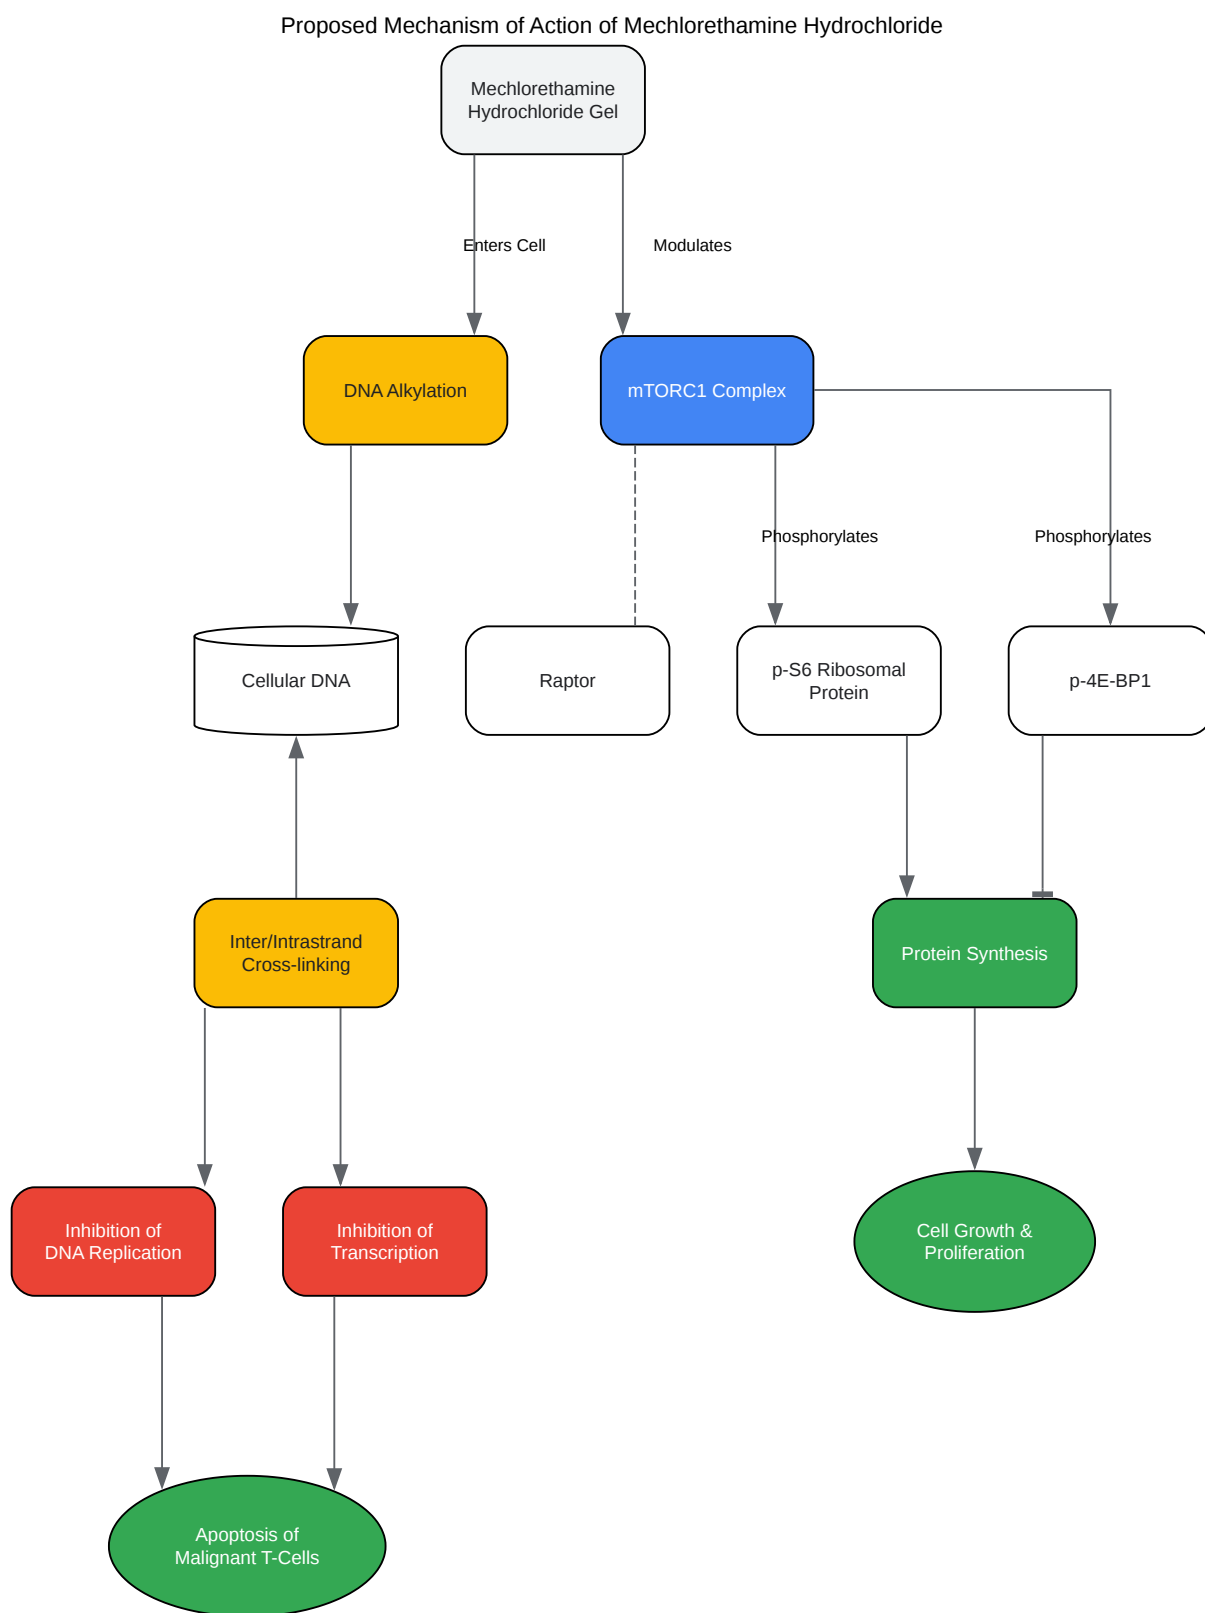 Proposed Mechanism of Action of Mechlorethamine Hydrochloride
Mechlorethamine
Hydrochloride Gel
Enters Cell
Modulates
DNA Alkylation
mTORC1 Complex
Phosphorylates
Phosphorylates
Cellular DNA
Raptor
p-S6 Ribosomal
Protein
p-4E-BP1
Inter/Intrastrand
Cross-linking
Protein Synthesis
Inhibition of
DNA Replication
Inhibition of
Transcription
Cell Growth &
Proliferation
Apoptosis of
Malignant T-Cells